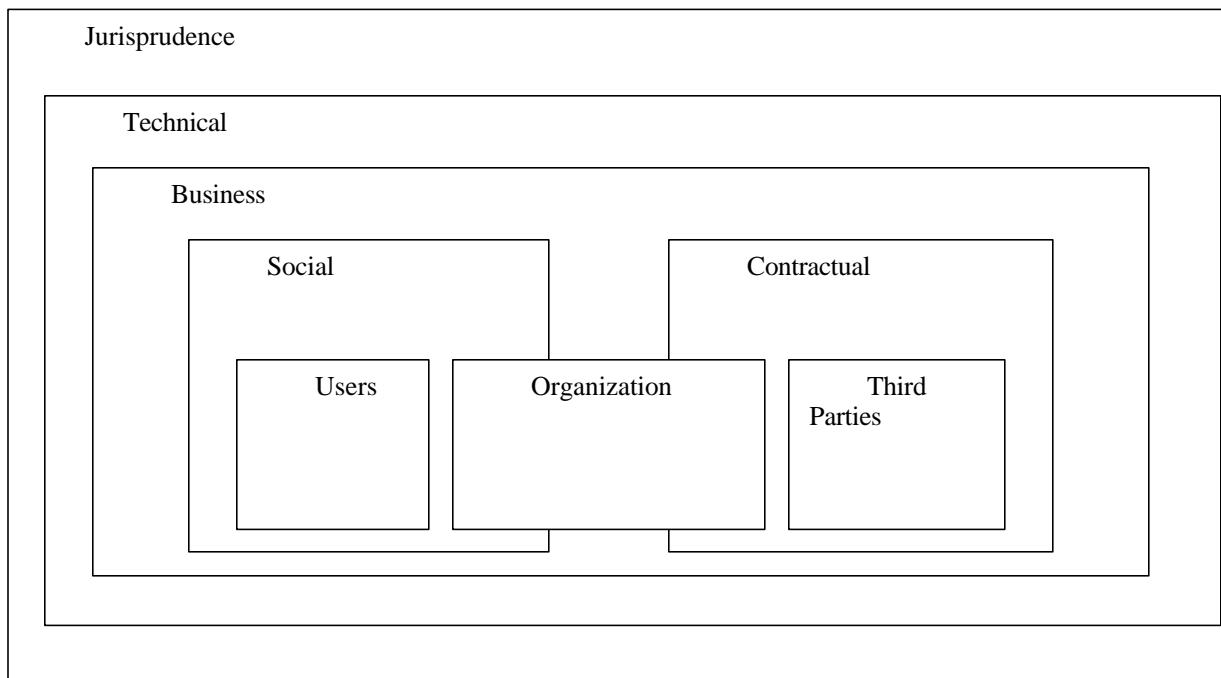 Jurisprudence
Technical
Business
Social
Contractual
Users
Organization
Third
Parties